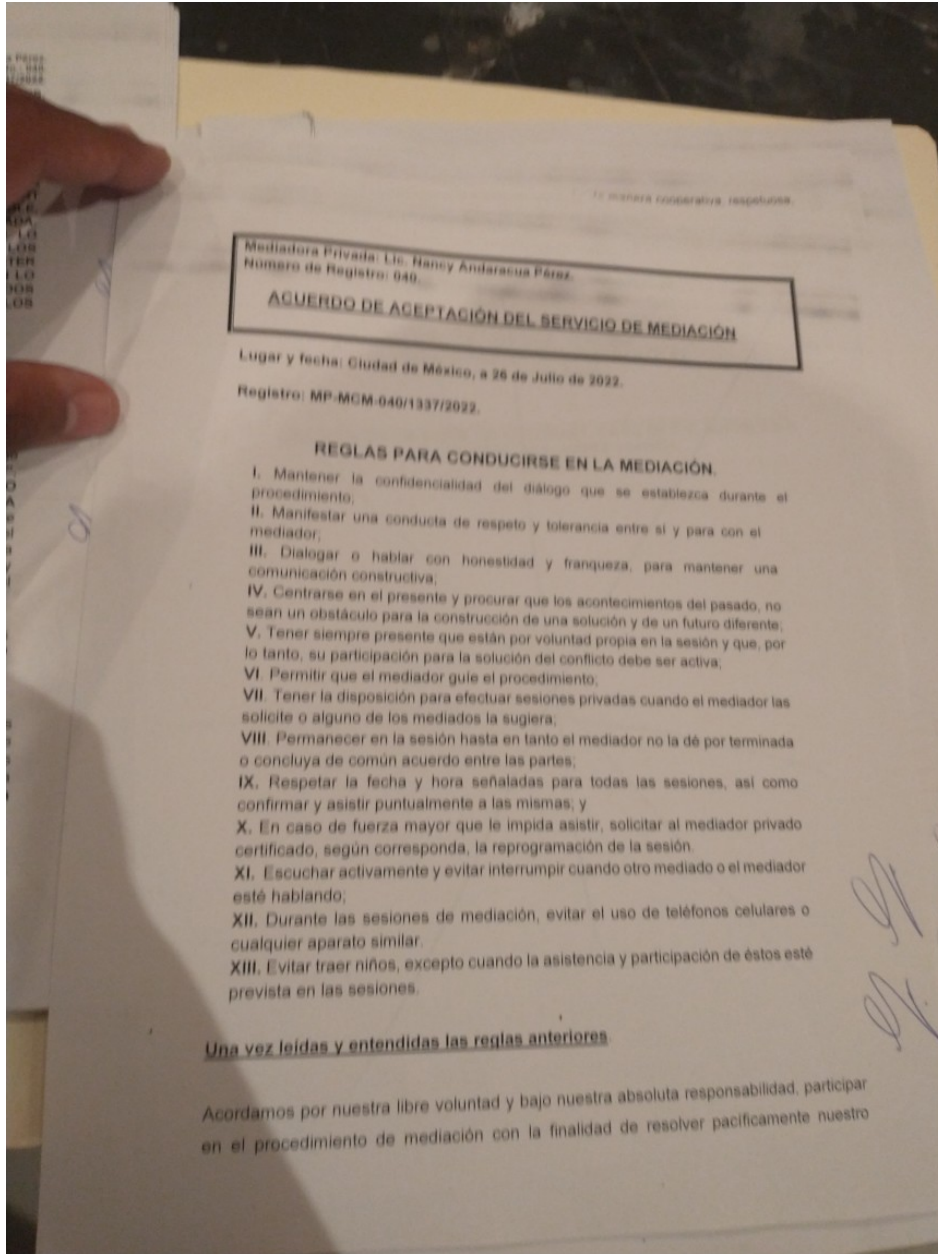 manera cooperativa, respetuosa.
Mediadora Privada: Lic. Nancy Andaracua Pérez.
Número de Registro: 040.
ACUERDO DE ACEPTACIÓN DEL SERVICIO DE MEDIACIÓN
Lugar y fecha: Ciudad de México, a 26 de Julio de 2022.
Registro: MP-MCM-040/1337/2022.
REGLAS PARA CONDUCIRSE EN LA MEDIACIÓN.
I. Mantener la confidencialidad del diálogo que se establezca durante el
procedimiento;
II. Manifestar una conducta de respeto y tolerancia entre sí y para con el
mediador;
III. Dialogar o hablar con honestidad y franqueza, para mantener una
comunicación constructiva;
IV. Centrarse en el presente y procurar que los acontecimientos del pasado, no
sean un obstáculo para la construcción de una solución y de un futuro diferente;
V. Tener siempre presente que están por voluntad propia en la sesión y que, por
lo tanto, su participación para la solución del conflicto debe ser activa;
VI. Permitir que el mediador guíe el procedimiento;
VII. Tener la disposición para efectuar sesiones privadas cuando el mediador las
solicite o alguno de los mediados la sugiera;
VIII. Permanecer en la sesión hasta en tanto el mediador no la dé por terminada
o concluya de común acuerdo entre las partes;
IX. Respetar la fecha y hora señaladas para todas las sesiones, así como
confirmar y asistir puntualmente a las mismas; y
X. En caso de fuerza mayor que le impida asistir, solicitar al mediador privado
certificado, según corresponda, la reprogramación de la sesión.
XI. Escuchar activamente y evitar interrumpir cuando otro mediado o el mediador
esté hablando;
XII. Durante las sesiones de mediación, evitar el uso de teléfonos celulares o
cualquier aparato similar.
XIII. Evitar traer niños, excepto cuando la asistencia y participación de éstos esté
prevista en las sesiones.
Una vez leídas y entendidas las reglas anteriores.
Acordamos por nuestra libre voluntad y bajo nuestra absoluta responsabilidad, participar
en el procedimiento de mediación con la finalidad de resolver pacíficamente nuestro